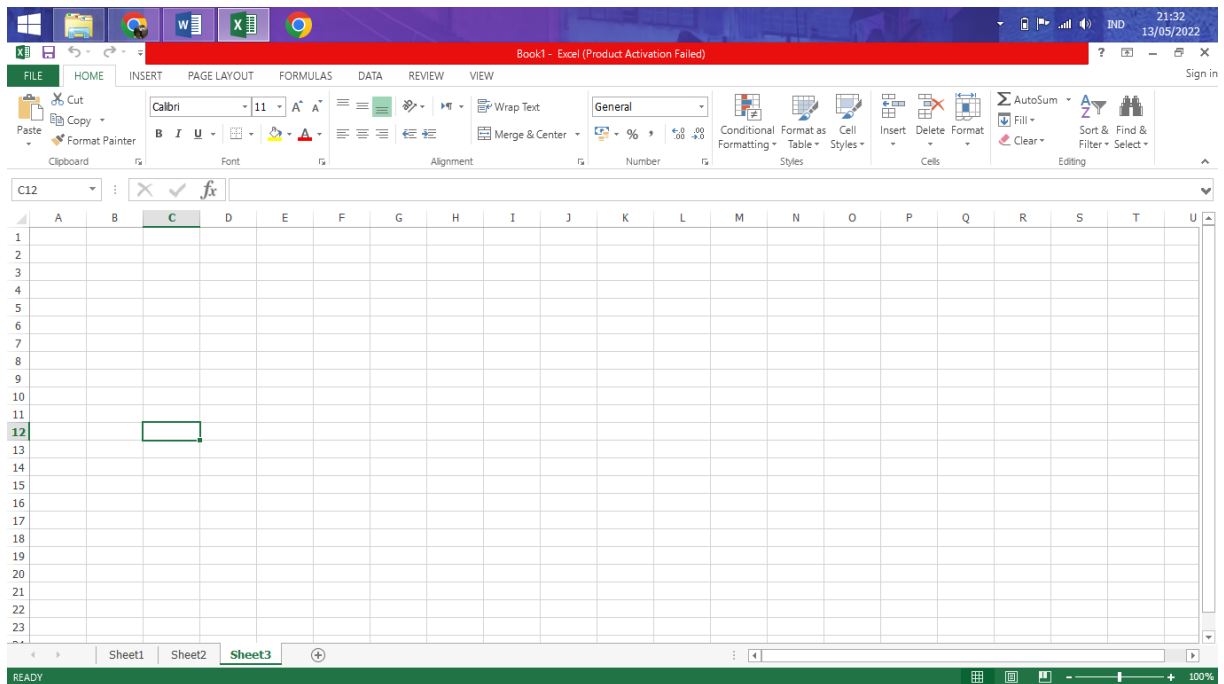 21:32
IND
13/05/2022
Book1 - Excel (Product Activation Failed)
FILE HOME INSERT PAGE LAYOUT FORMULAS DATA REVIEW VIEW Sign in
Cut
Copy
Format Painter
Paste
Calibri 11
B I U
Wrap Text
Merge & Center
General
%
Conditional Formatting
Format as Table
Cell Styles
Insert Delete Format
AutoSum
Fill
Clear
Sort & Filter
Find & Select
Clipboard Font Alignment Number Styles Cells Editing
C12 fx
A B C D E F G H I J K L M N O P Q R S T U
1
2
3
4
5
6
7
8
9
10
11
12
13
14
15
16
17
18
19
20
21
22
23
Sheet1 Sheet2 Sheet3
READY 100%